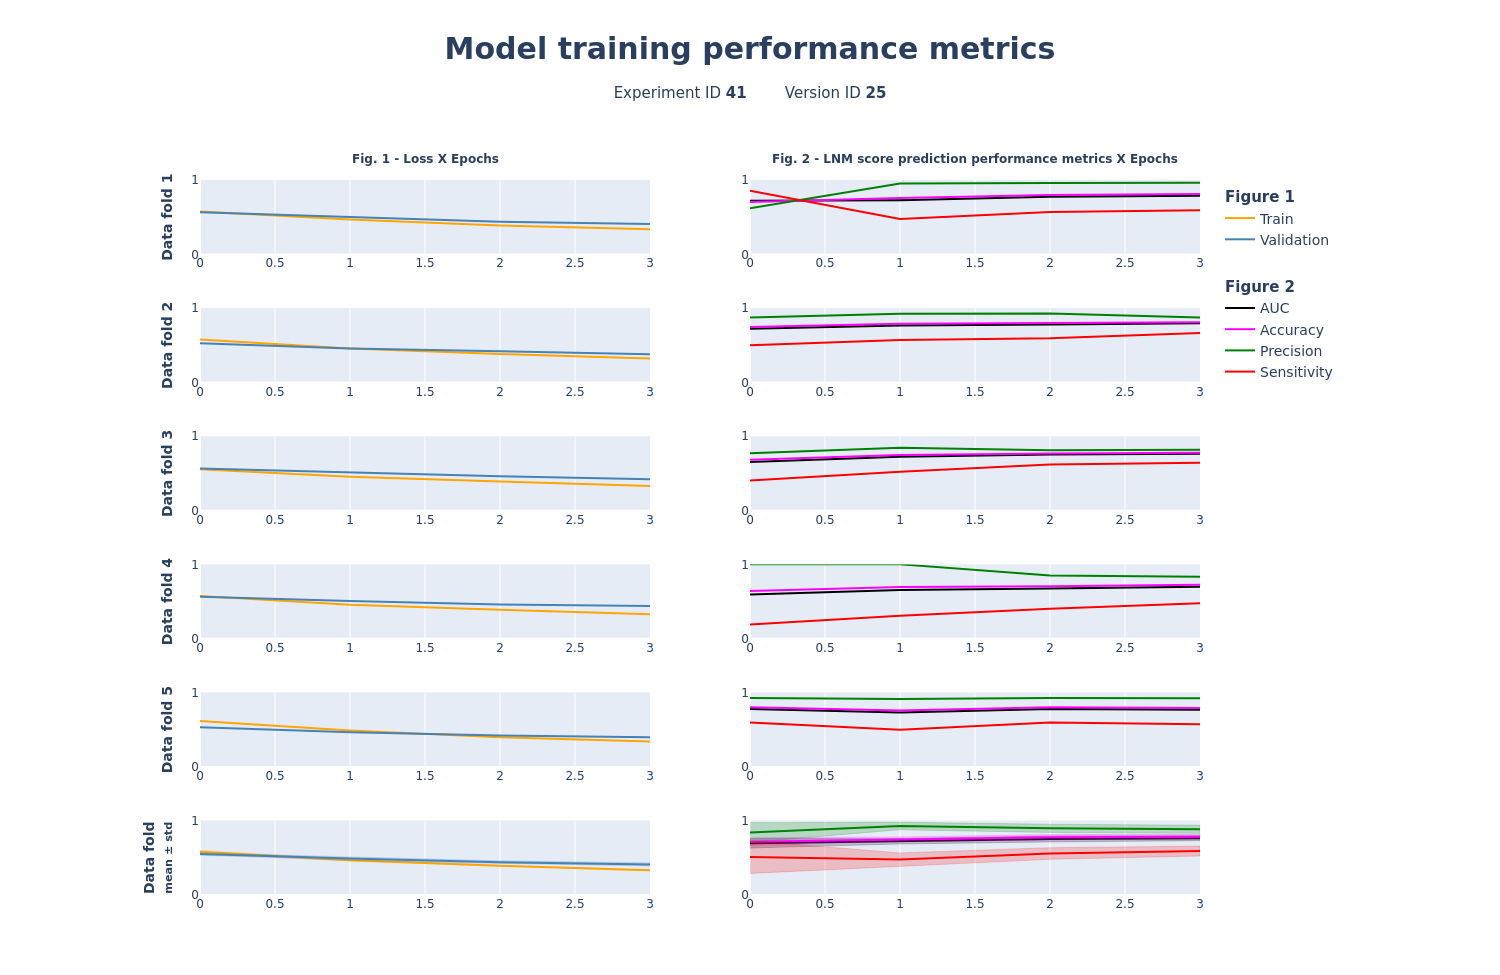 Model training performance metrics
Experiment ID 41 Version ID 25
Fig. 1 - Loss X Epochs
Fig. 2 - LNM score prediction performance metrics X Epochs
Data fold 1
1
0
0 0.5 1 1.5 2 2.5 3
1
0
0 0.5 1 1.5 2 2.5 3
Figure 1
Train
Validation
Figure 2
AUC
Accuracy
Precision
Sensitivity
Data fold 2
1
0
0 0.5 1 1.5 2 2.5 3
1
0
0 0.5 1 1.5 2 2.5 3
Data fold 3
1
0
0 0.5 1 1.5 2 2.5 3
1
0
0 0.5 1 1.5 2 2.5 3
Data fold 4
1
0
0 0.5 1 1.5 2 2.5 3
1
0
0 0.5 1 1.5 2 2.5 3
Data fold 5
1
0
0 0.5 1 1.5 2 2.5 3
1
0
0 0.5 1 1.5 2 2.5 3
Data fold
mean ± std
1
0
0 0.5 1 1.5 2 2.5 3
1
0
0 0.5 1 1.5 2 2.5 3